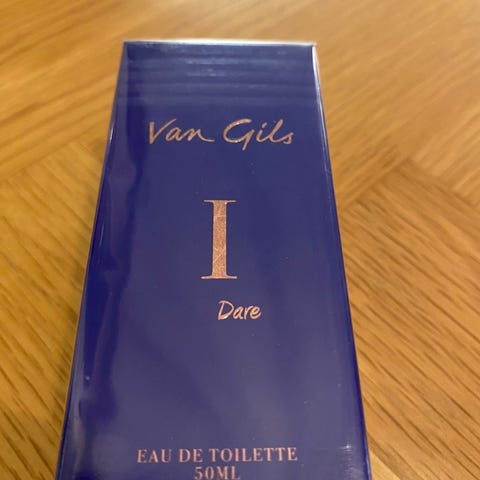 Van Gils
I
Dare
EAU DE TOILETTE
50ML